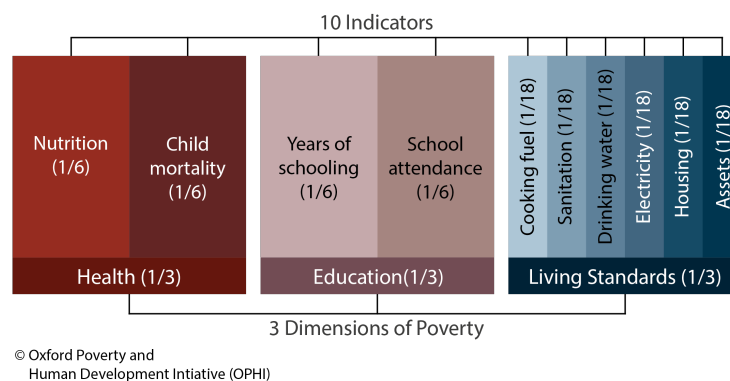 10 Indicators
Nutrition
(1/6)
Child
mortality
(1/6)
Years of
schooling
(1/6)
School
attendance
(1/6)
Cooking fuel (1/18)
Sanitation (1/18)
Drinking water (1/18)
Electricity (1/18)
Housing (1/18)
Assets (1/18)
Health (1/3)
Education(1/3)
Living Standards (1/3)
3 Dimensions of Poverty
© Oxford Poverty and
Human Development Intiative (OPHI)